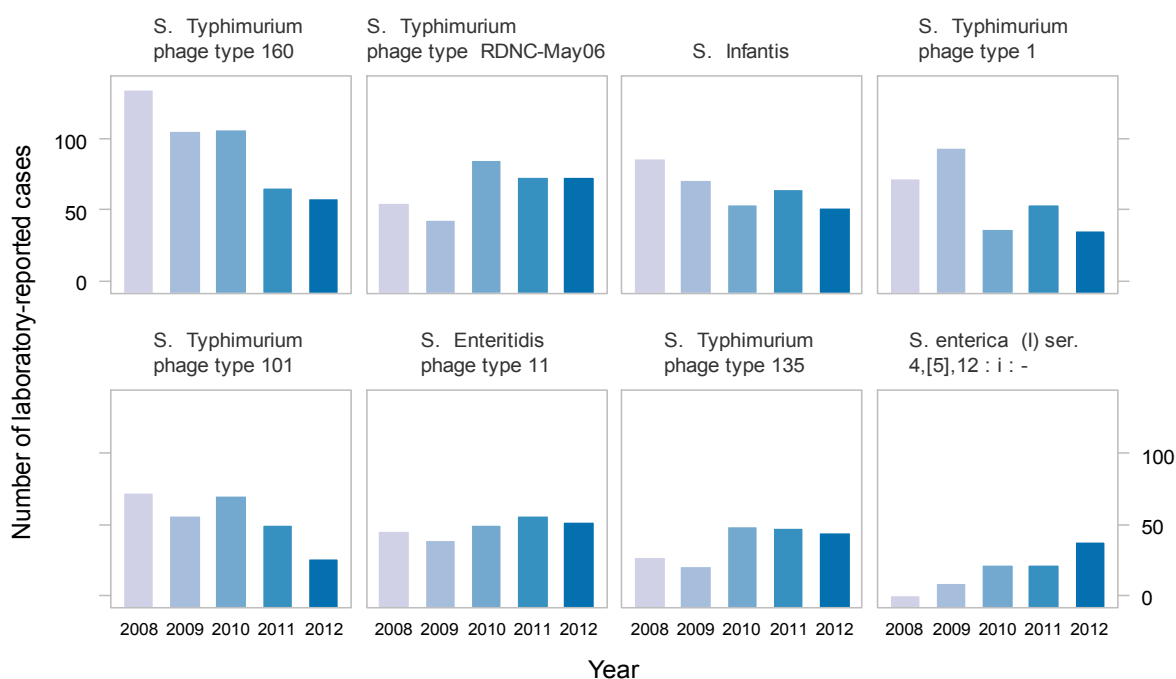 S. Typhimurium
phage type 160
S. Typhimurium
phage type RDNC-May06
S. Infantis
S. Typhimurium
phage type 1
100
50
0
Number of laboratory-reported cases
S. Typhimurium
phage type 101
S. Enteritidis
phage type 11
S. Typhimurium
phage type 135
S. enterica (I) ser.
4,[5],12 : i : -
100
50
0
2008 2009 2010 2011 2012
2008 2009 2010 2011 2012
2008 2009 2010 2011 2012
2008 2009 2010 2011 2012
Year